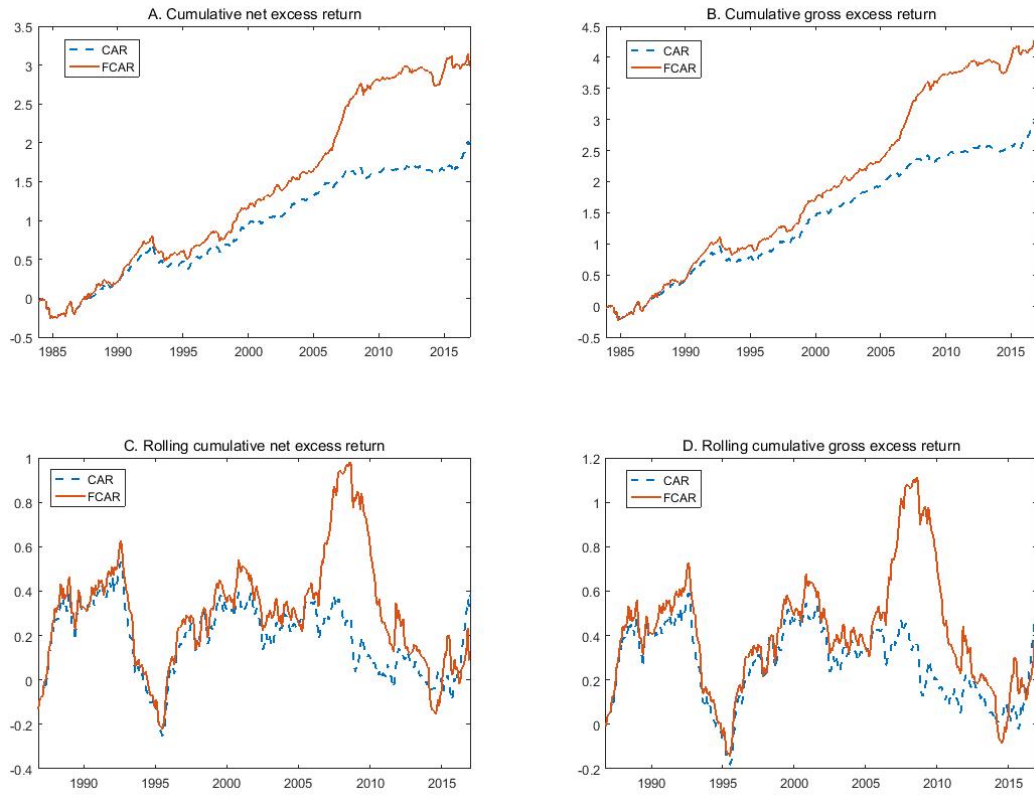 A. Cumulative net excess return
3.5
3
2.5
2
1.5
1
0.5
0
-0.5
CAR
FCAR
1985 1990 1995 2000 2005 2010 2015
B. Cumulative gross excess return
4.5
4
3.5
3
2.5
2
1.5
1
0.5
0
-0.5
CAR
FCAR
1985 1990 1995 2000 2005 2010 2015
C. Rolling cumulative net excess return
1
0.8
0.6
0.4
0.2
0
-0.2
-0.4
CAR
FCAR
1990 1995 2000 2005 2010 2015
D. Rolling cumulative gross excess return
1.2
1
0.8
0.6
0.4
0.2
0
-0.2
CAR
FCAR
1990 1995 2000 2005 2010 2015